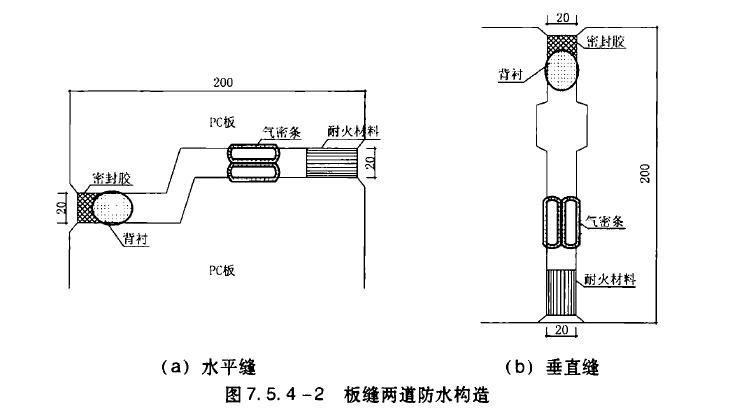 200
PC板
气密条
耐火材料
20
密封胶
20
背衬
PC板
(a) 水平缝
20
密封胶
背衬
200
气密条
耐火材料
20
(b) 垂直缝
图7.5.4-2 板缝两道防水构造